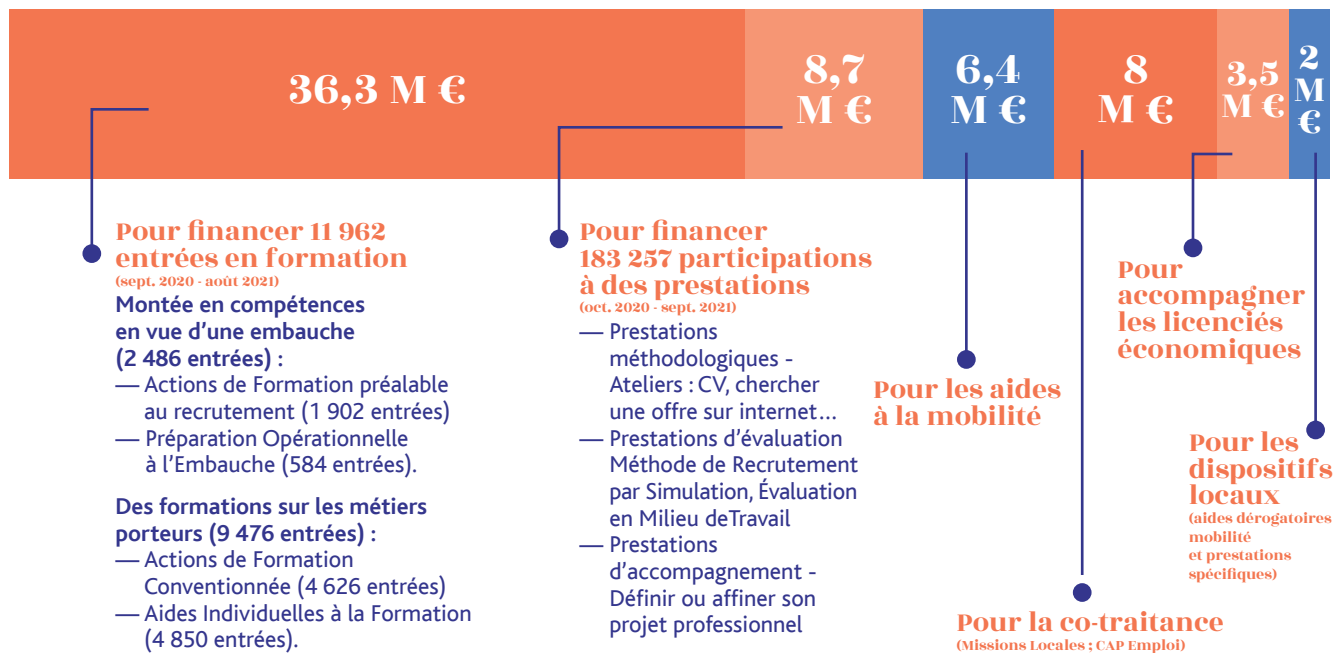 36,3 M €
8,7
M €
6,4
M €
8
M €
3,5
M €
2
M
€
Pour financer 11 962
entrées en formation
(sept. 2020 - août 2021)
Montée en compétences
en vue d'une embauche
(2 486 entrées) :
— Actions de Formation préalable
au recrutement (1 902 entrées)
— Préparation Opérationnelle
à l'Embauche (584 entrées).
Des formations sur les métiers
porteurs (9 476 entrées) :
— Actions de Formation
Conventionnée (4 626 entrées)
— Aides Individuelles à la Formation
(4 850 entrées).
Pour financer
183 257 participations
à des prestations
(oct. 2020 - sept. 2021)
— Prestations
méthodologiques -
Ateliers : CV, chercher
une offre sur internet...
— Prestations d'évaluation
Méthode de Recrutement
par Simulation, Évaluation
en Milieu deTravail
— Prestations
d'accompagnement -
Définir ou affiner son
projet professionnel
Pour les aides
à la mobilité
Pour la co-traitance
(Missions Locales ; CAP Emploi)
Pour
accompagner
les licenciés
économiques
Pour les
dispositifs
locaux
(aides dérogatoires
mobilité
et prestations
spécifiques)